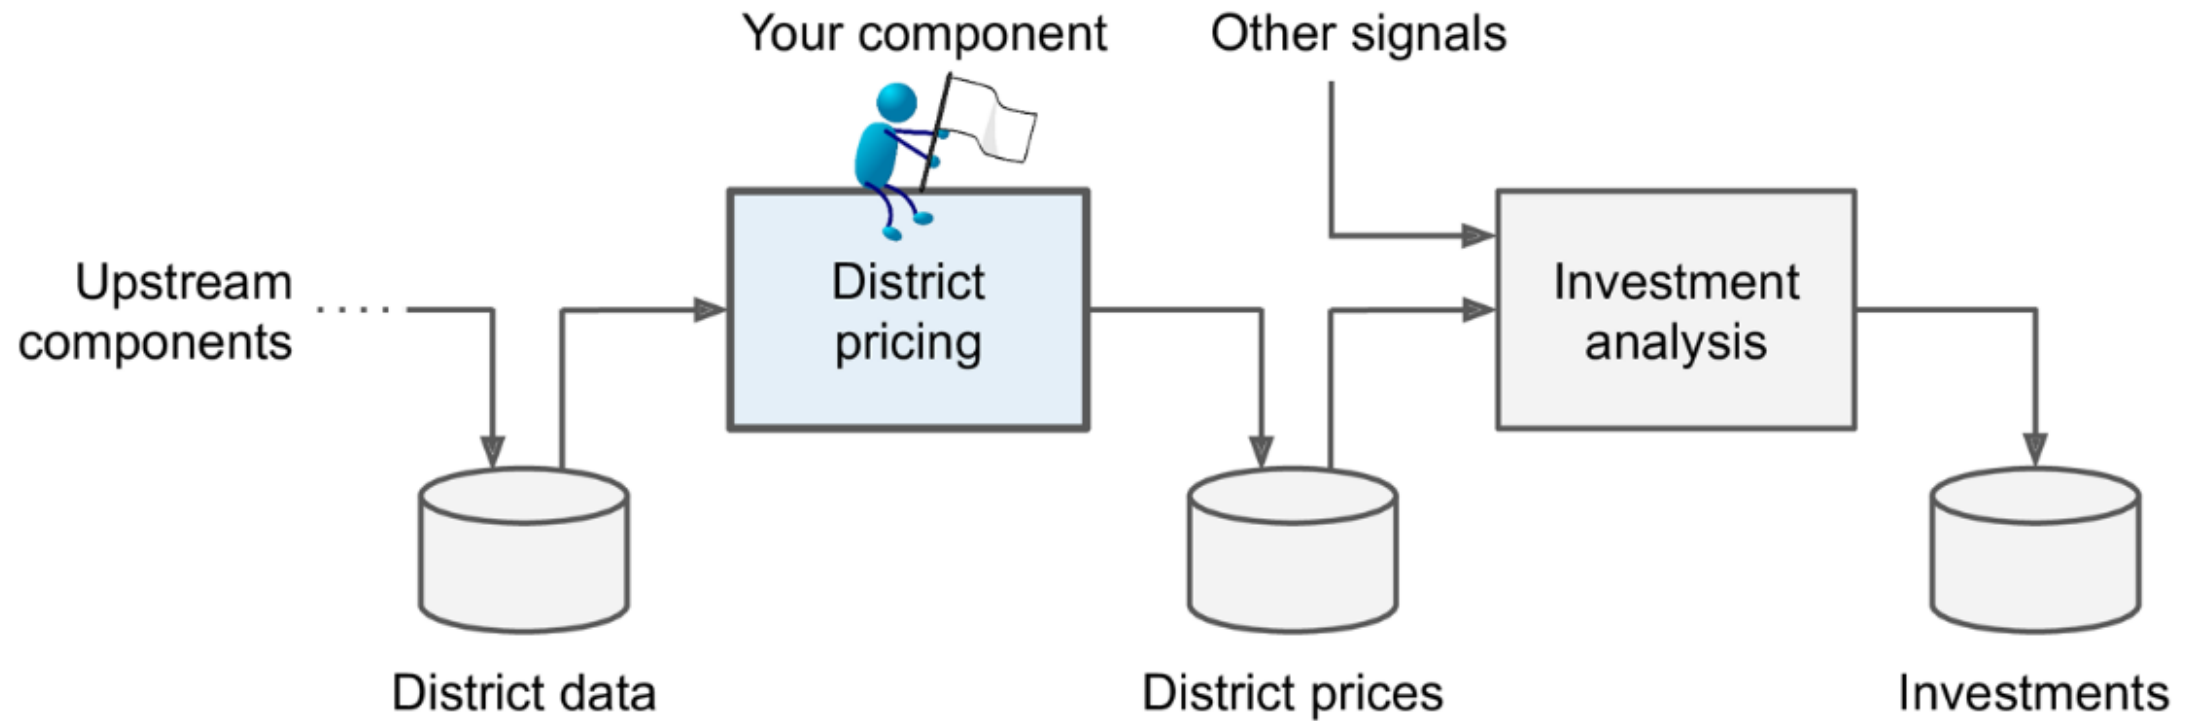 Your component
Other signals
Upstream
components
District
pricing
Investment
analysis
District data
District prices
Investments